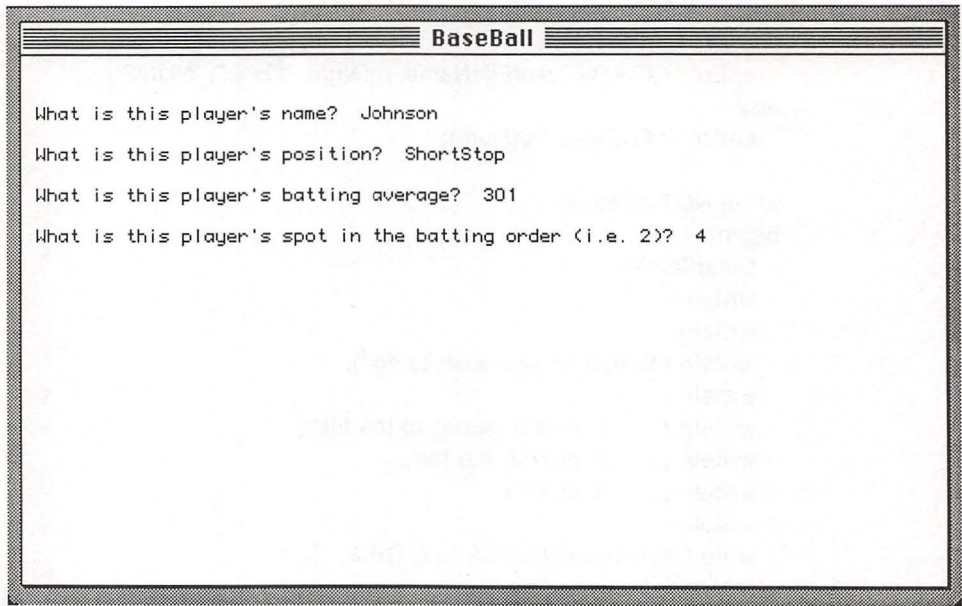 BaseBall
What is this player's name? Johnson
What is this player's position? ShortStop
What is this player's batting average? 301
What is this player's spot in the batting order (i.e. 2)? 4